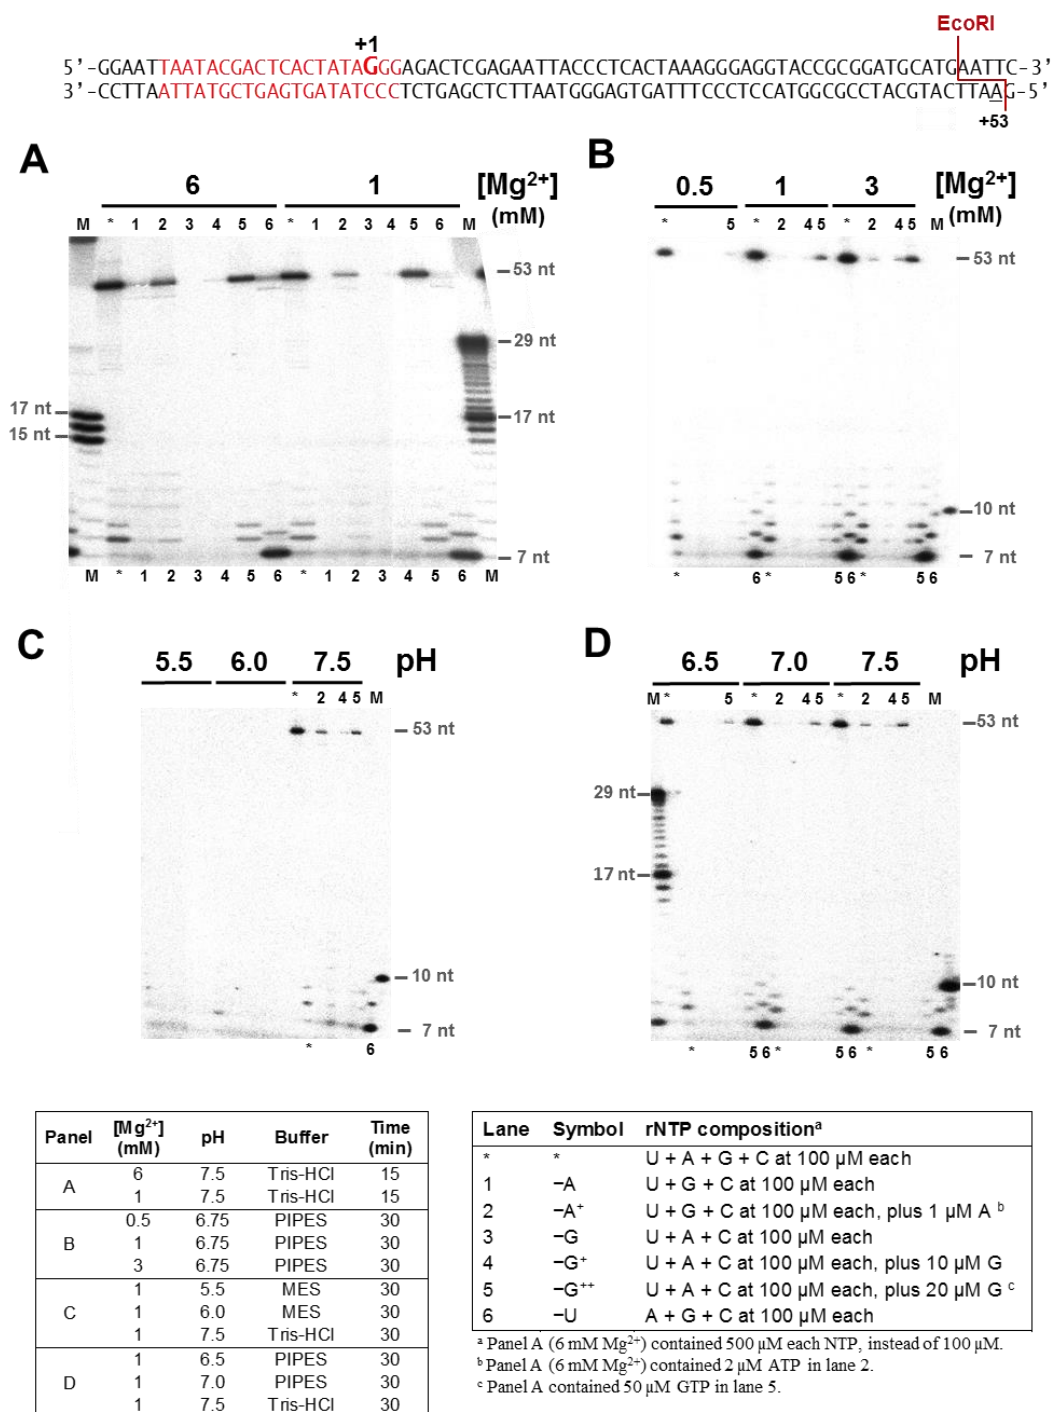 EcoRI
+1
5’-GGAATTAATACGACTCACTATAGGGAGACTCGAGAATTACCCTCACTAAAGGGAGGTACCGCGGATGCATGAATTC-3’
3’-CCTTAATTATGCTGAGTGATATCCCTCTGAGCTCTTAATGGGAGTGATTTCCCTCCATGGCGCCTACGTACTTAAG-5’
+53
A
6 1 [Mg2+]
(mM)
M * 1 2 3 4 5 6 * 1 2 3 4 5 6 M
53 nt
29 nt
17 nt 17 nt
15 nt
7 nt
M * 1 2 3 4 5 6 * 1 2 3 4 5 6 M
B
0.5 1 3 [Mg2+]
(mM)
* 5 * 2 4 5 * 2 4 5 M
53 nt
10 nt
7 nt
* 6 * 5 6 * 5 6
C
5.5 6.0 7.5 pH
* 2 4 5 M
53 nt
10 nt
7 nt
* 6
D
6.5 7.0 7.5 pH
M * 5 * 2 4 5 * 2 4 5 M
53 nt
29 nt
17 nt
10 nt
7 nt
* 5 6 * 5 6 * 5 6
Panel [Mg2+] (mM) pH Buffer Time (min)
A 6 7.5 Tris-HCl 15
1 7.5 Tris-HCl 15
B 0.5 6.75 PIPES 30
1 6.75 PIPES 30
3 6.75 PIPES 30
C 1 5.5 MES 30
1 6.0 MES 30
1 7.5 Tris-HCl 30
D 1 6.5 PIPES 30
1 7.0 PIPES 30
1 7.5 Tris-HCl 30
Lane Symbol rNTP compositiona
* * U + A + G + C at 100 µM each
1 −A U + G + C at 100 µM each
2 −A+ U + G + C at 100 µM each, plus 1 µM A b
3 −G U + A + C at 100 µM each
4 −G+ U + A + C at 100 µM each, plus 10 µM G
5 −G++ U + A + C at 100 µM each, plus 20 µM G c
6 −U A + G + C at 100 µM each
a Panel A (6 mM Mg2+) contained 500 µM each NTP, instead of 100 µM.
b Panel A (6 mM Mg2+) contained 2 µM ATP in lane 2.
c Panel A contained 50 µM GTP in lane 5.